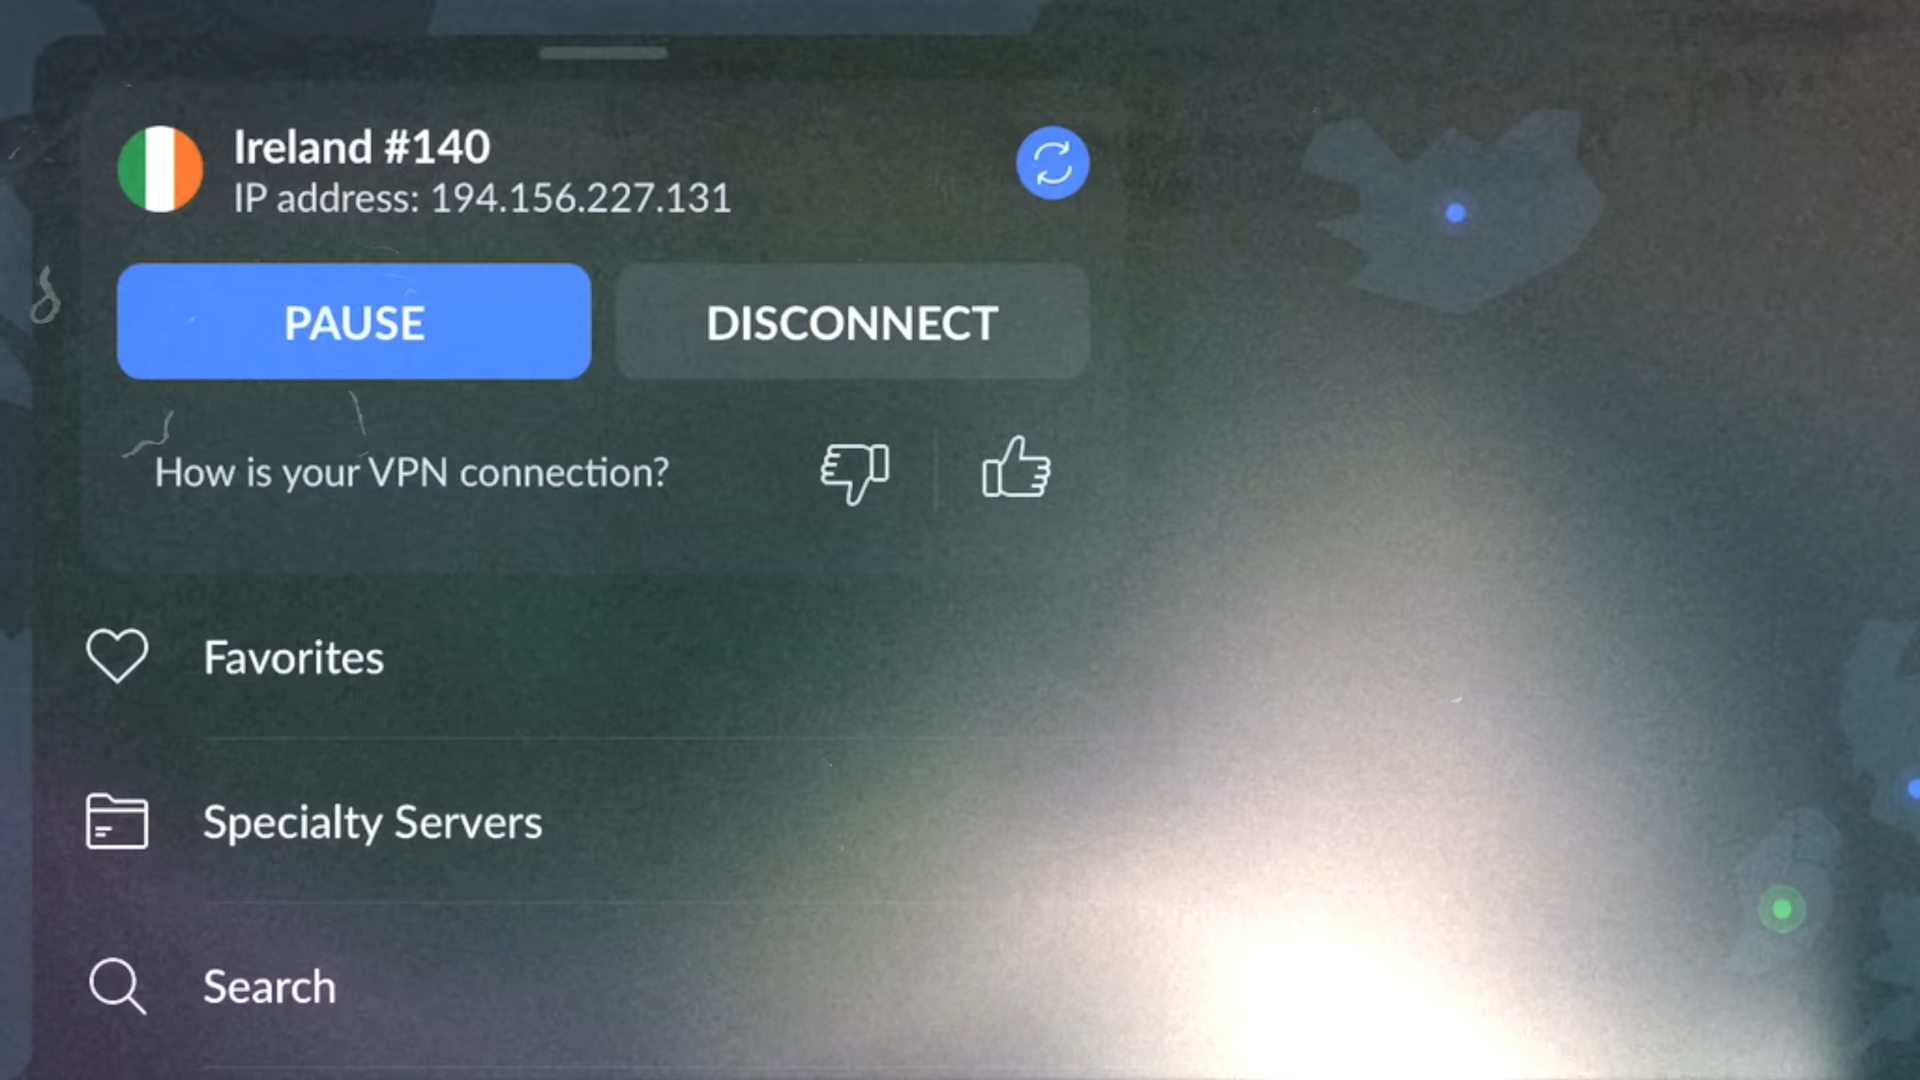 Ireland #140
IP address: 194.156.227.131
PAUSE
DISCONNECT
How is your VPN connection?
Favorites
Specialty Servers
Search